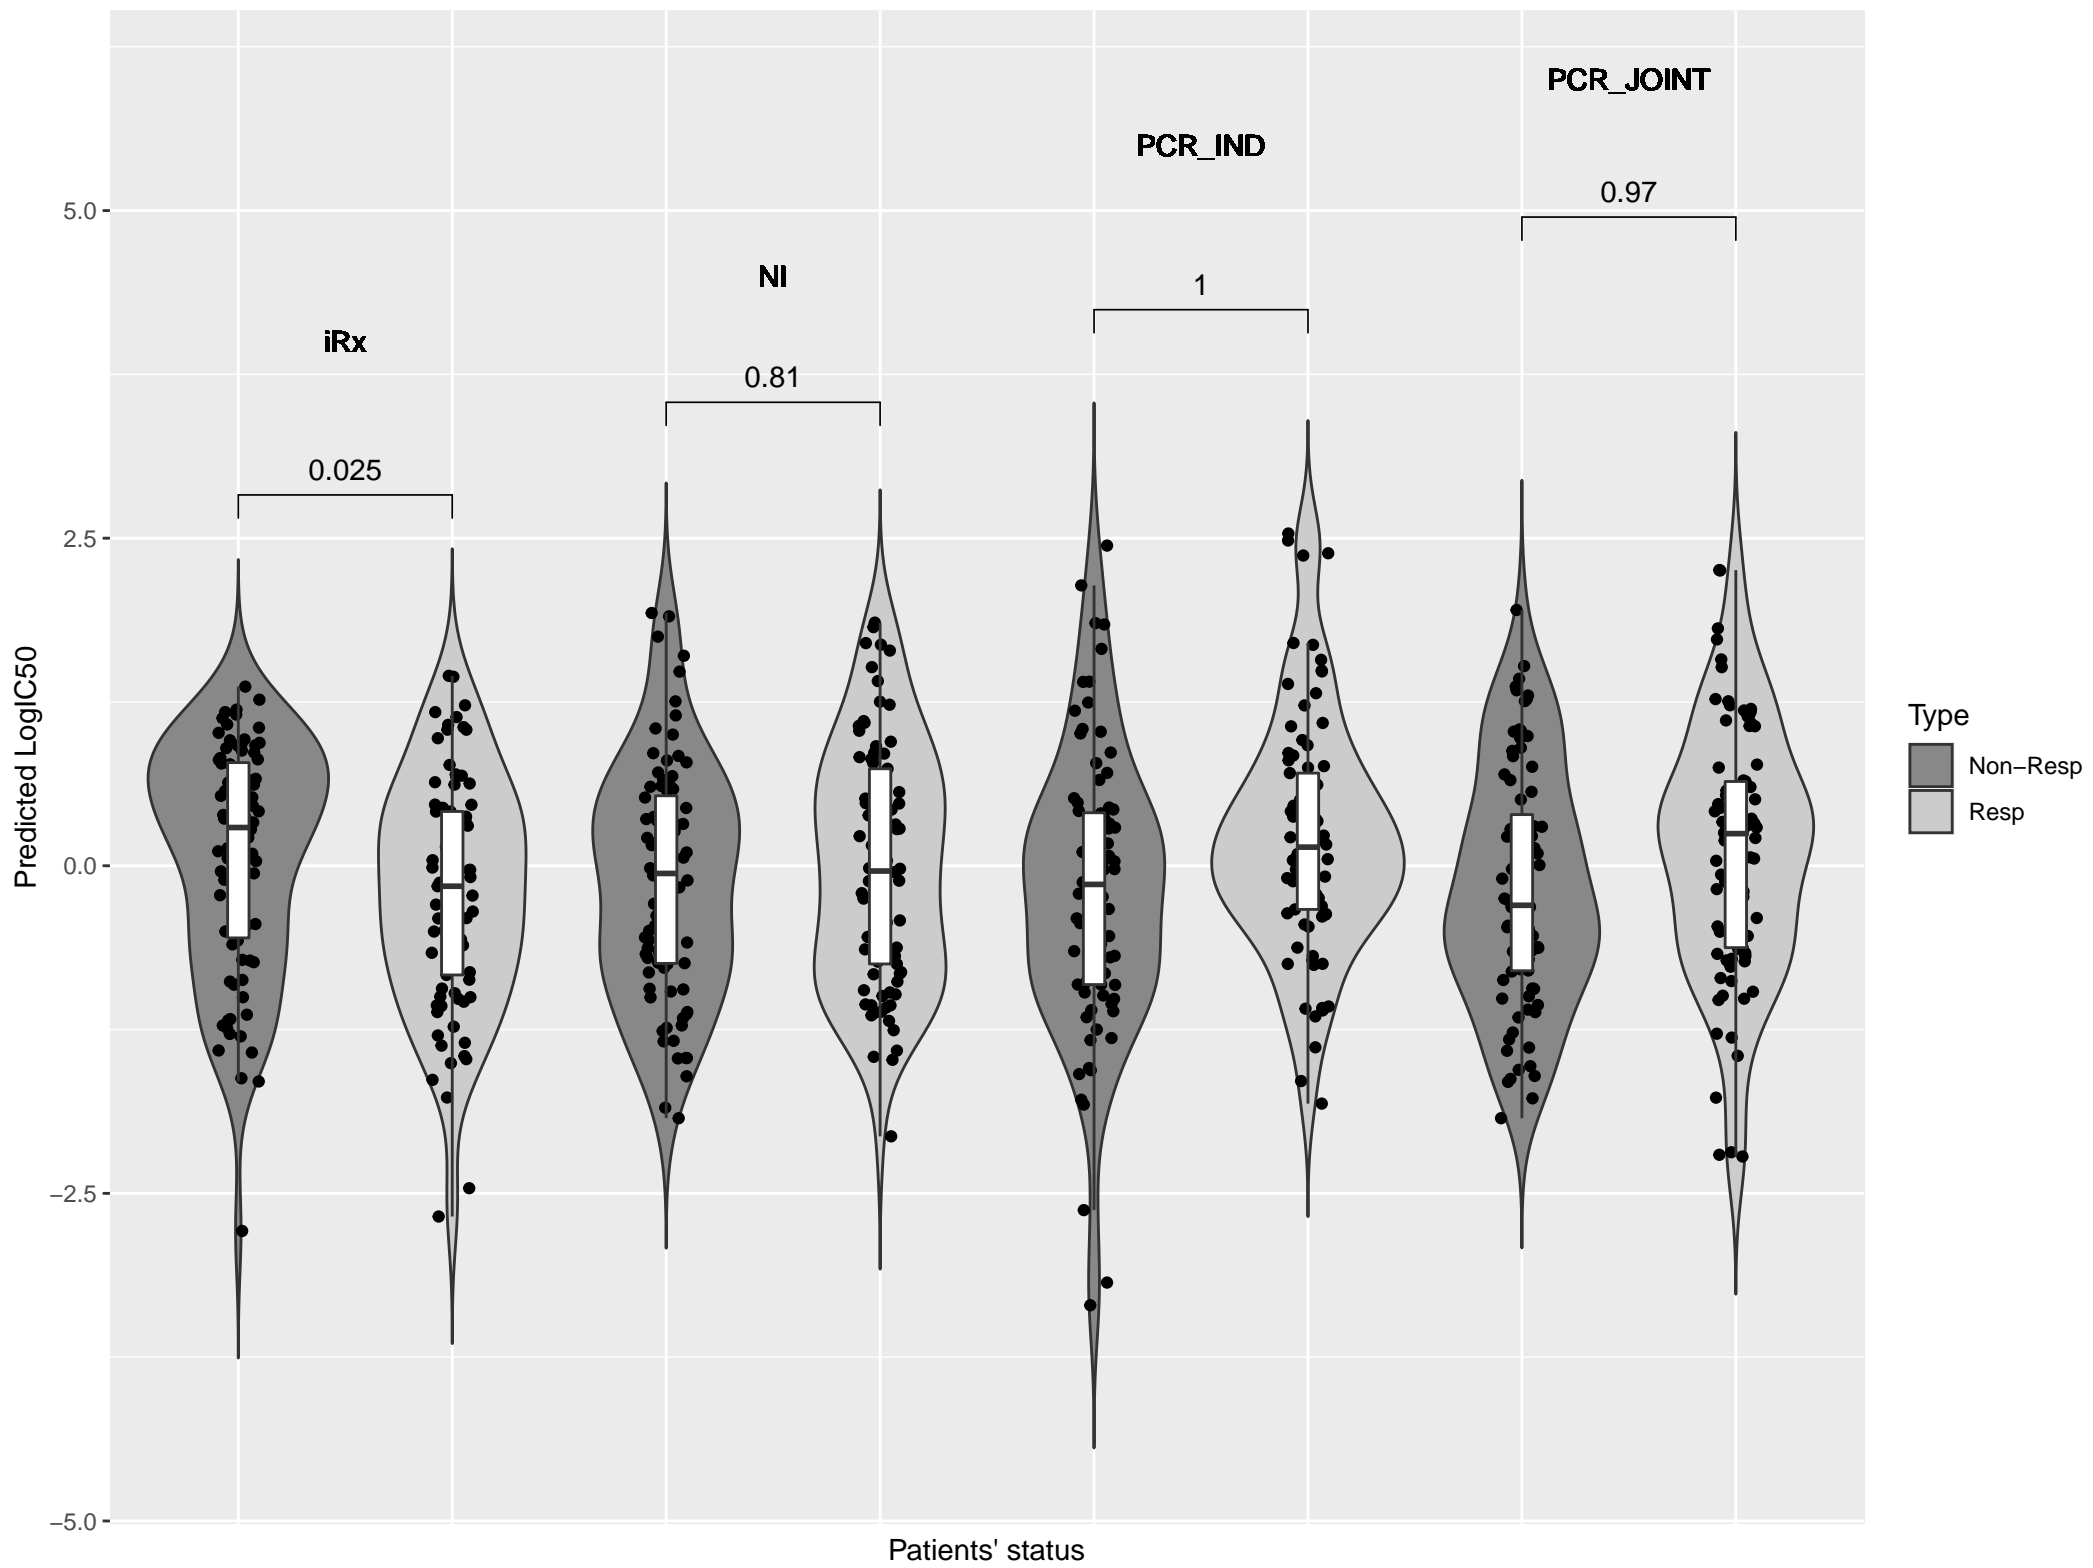 PCR_JOINT
PCR_IND
0.97
5.0
NI
1
iRx
0.81
0.025
2.5
0.0
−2.5
−5.0
Predicted LogIC50
Patients' status
Type
Non−Resp
Resp